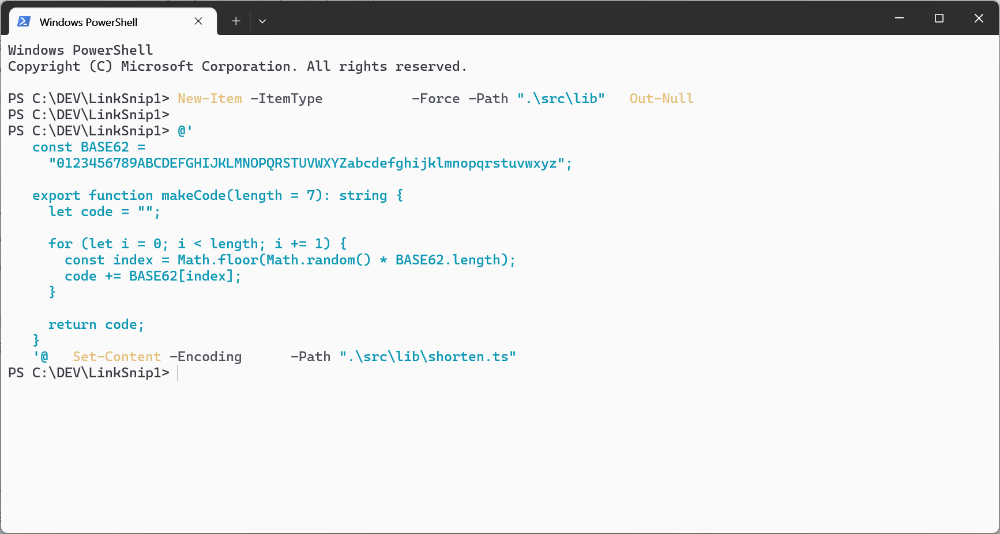 Windows PowerShell
Windows PowerShell
Copyright (C) Microsoft Corporation. All rights reserved.

PS C:\DEV\LinkSnip1> New-Item -ItemType           -Force -Path ".\src\lib"   Out-Null
PS C:\DEV\LinkSnip1>
PS C:\DEV\LinkSnip1> @'
   const BASE62 =
     "0123456789ABCDEFGHIJKLMNOPQRSTUVWXYZabcdefghijklmnopqrstuvwxyz";

   export function makeCode(length = 7): string {
     let code = "";

     for (let i = 0; i < length; i += 1) {
       const index = Math.floor(Math.random() * BASE62.length);
       code += BASE62[index];
     }

     return code;
   }
   '@   Set-Content -Encoding      -Path ".\src\lib\shorten.ts"
PS C:\DEV\LinkSnip1>